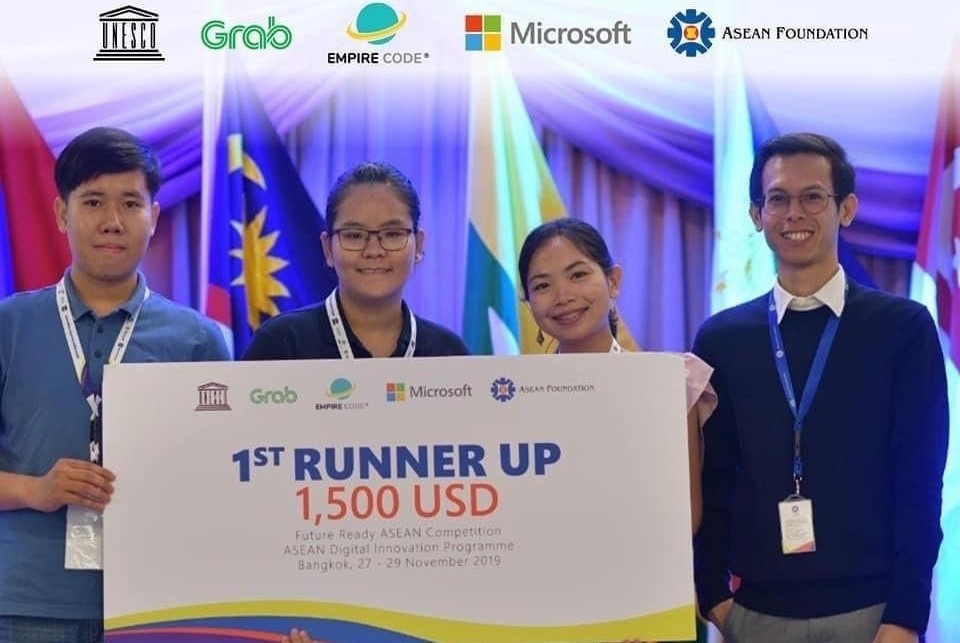 UNESCO
Grab
EMPIRE CODE®
Microsoft
ASEAN FOUNDATION
Grab
EMPIRE CODE®
Microsoft
ASEAN FOUNDATION
1ST RUNNER UP
1,500 USD
Future Ready ASEAN Competition
ASEAN Digital Innovation Programme
Bangkok, 27 - 29 November 2019